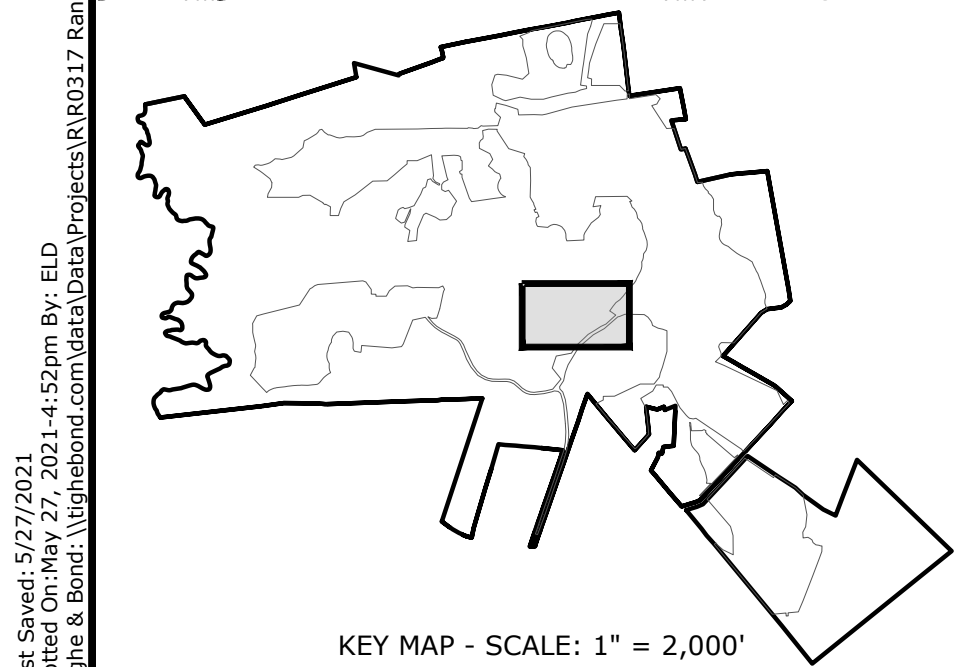 st Saved: 5/27/2021
otted On:May 27, 2021-4:52pm By: ELD
ghe & Bond: \\tighebond.com\data\Data\Projects\R\R0317 Ran
KEY MAP - SCALE: 1" = 2,000'